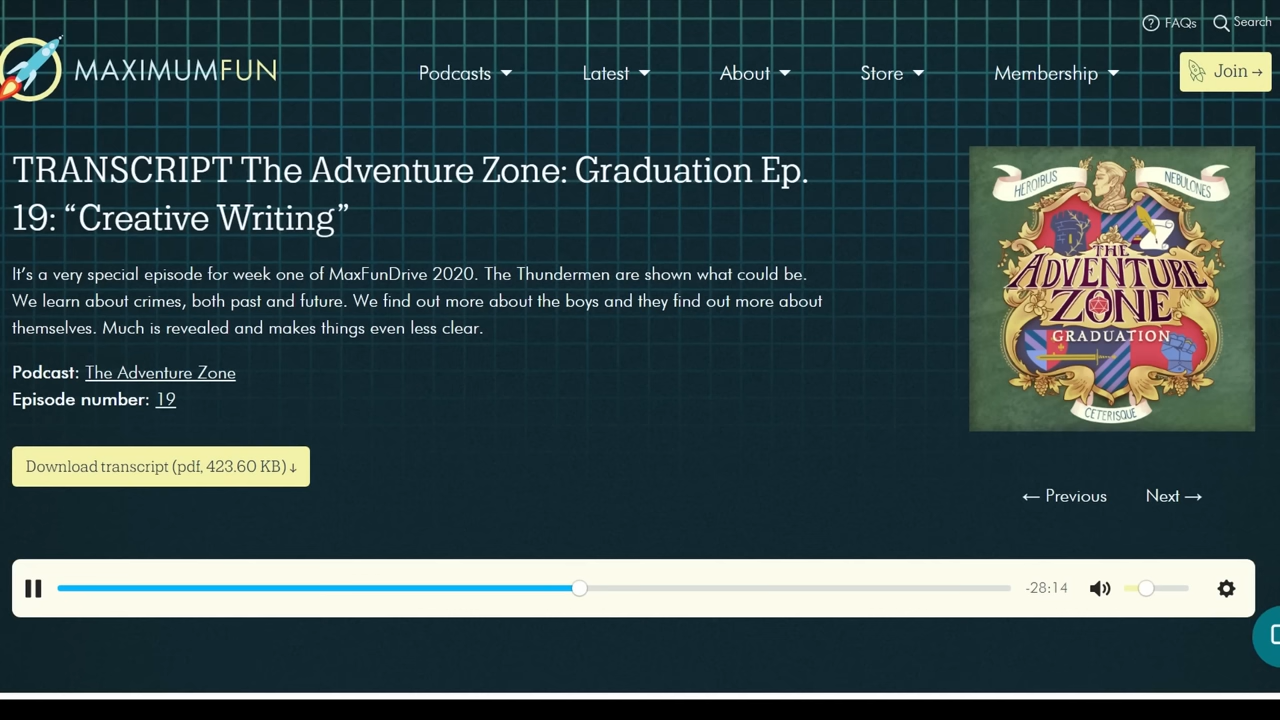 FAQs Search
MAXIMUMFUN Podcasts Latest About Store Membership Join →
TRANSCRIPT The Adventure Zone: Graduation Ep.
19: “Creative Writing”
It’s a very special episode for week one of MaxFunDrive 2020. The Thundermen are shown what could be.
We learn about crimes, both past and future. We find out more about the boys and they find out more about
themselves. Much is revealed and makes things even less clear.
Podcast: The Adventure Zone
Episode number: 19
Download transcript (pdf, 423.60 KB) ↓
HEROIBUS
NEBULONES
THE
ADVENTURE
ZONE
GRADUATION
CETERISQUE
← Previous Next →
-28:14